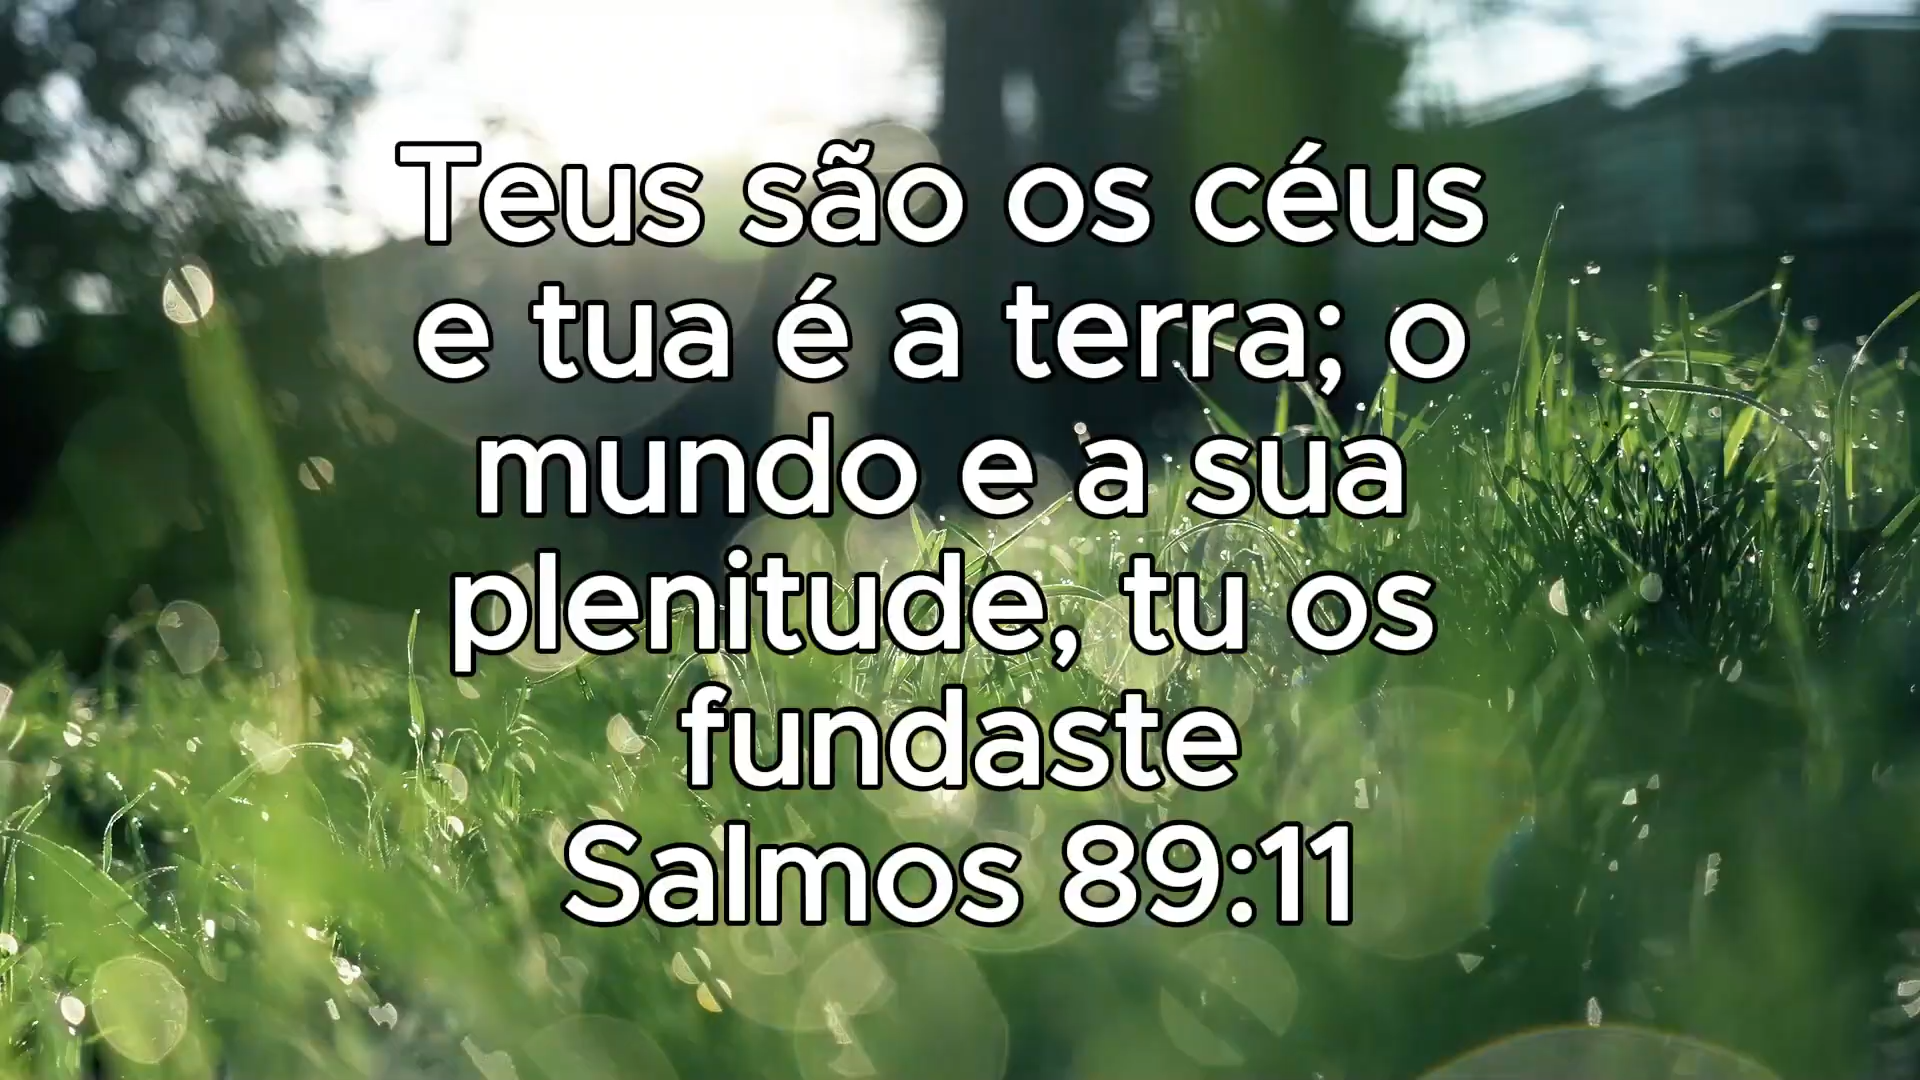 Teus são os céus
e tua é a terra; o
mundo e a sua
plenitude, tu os
fundaste
Salmos 89:11